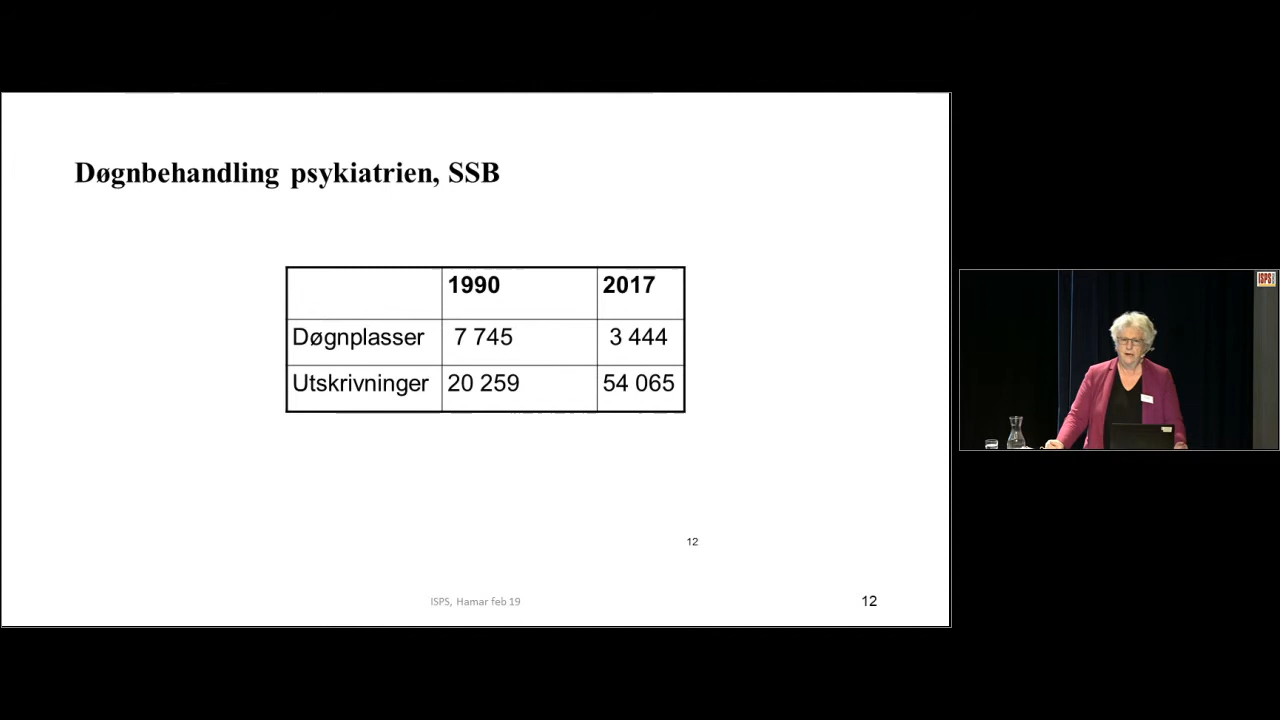 Døgnbehandling psykiatrien, SSB
1990 2017
Døgnplasser 7 745 3 444
Utskrivninger 20 259 54 065
12
ISPS, Hamar feb 19 12
ISPS